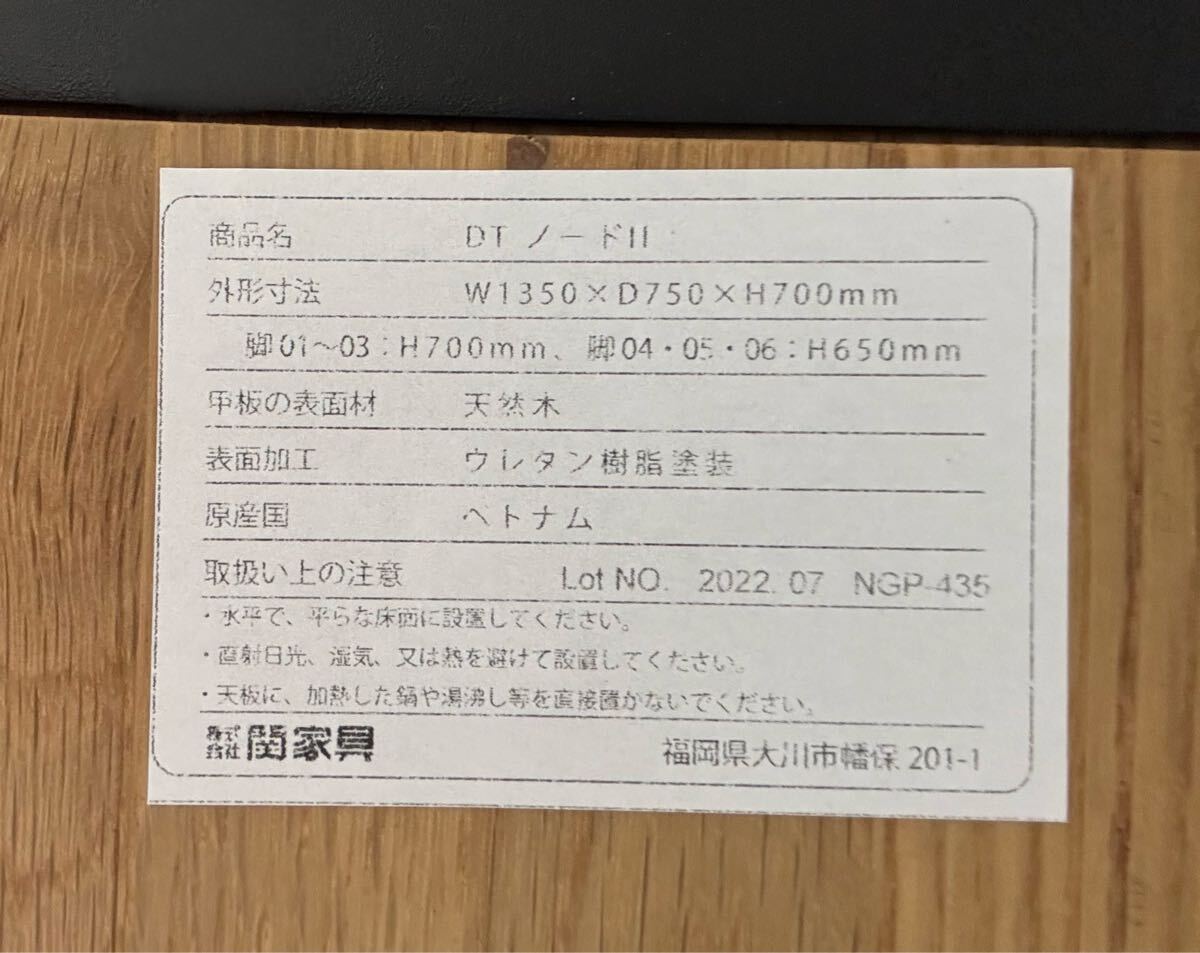 商品名 DT ノードII
外形寸法 W1350×D750×H700mm
脚01～03：H700mm、脚04・05・06：H650mm
甲板の表面材 天然木
表面加工 ウレタン樹脂塗装
原産国 ベトナム
取扱い上の注意 Lot NO. 2022.07 NGP-435
・水平で、平らな床面に設置してください。
・直射日光、湿気、又は熱を避けて設置してください。
・天板に、加熱した鍋や湯沸し等を直接置かないでください。
株式会社 関家具 福岡県大川市幡保 201-1